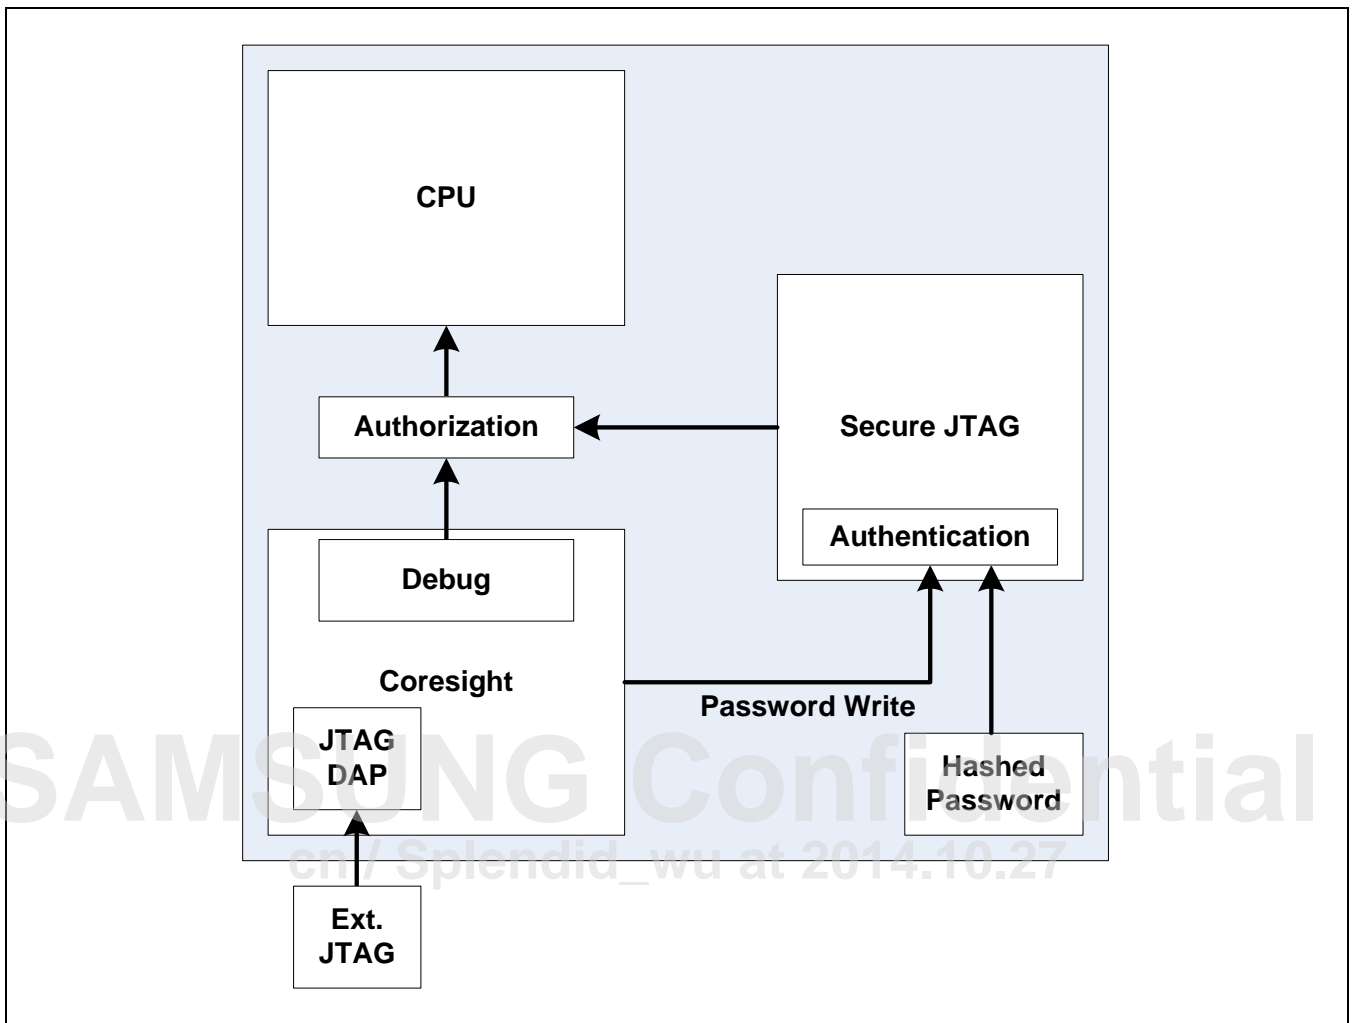 CPU
Authorization
Secure JTAG
Authentication
Debug
Coresight
Password Write
JTAG
DAP
Hashed
Password
SAMSUNG Confidential
cn / Splendid_wu at 2014.10.27
Ext.
JTAG